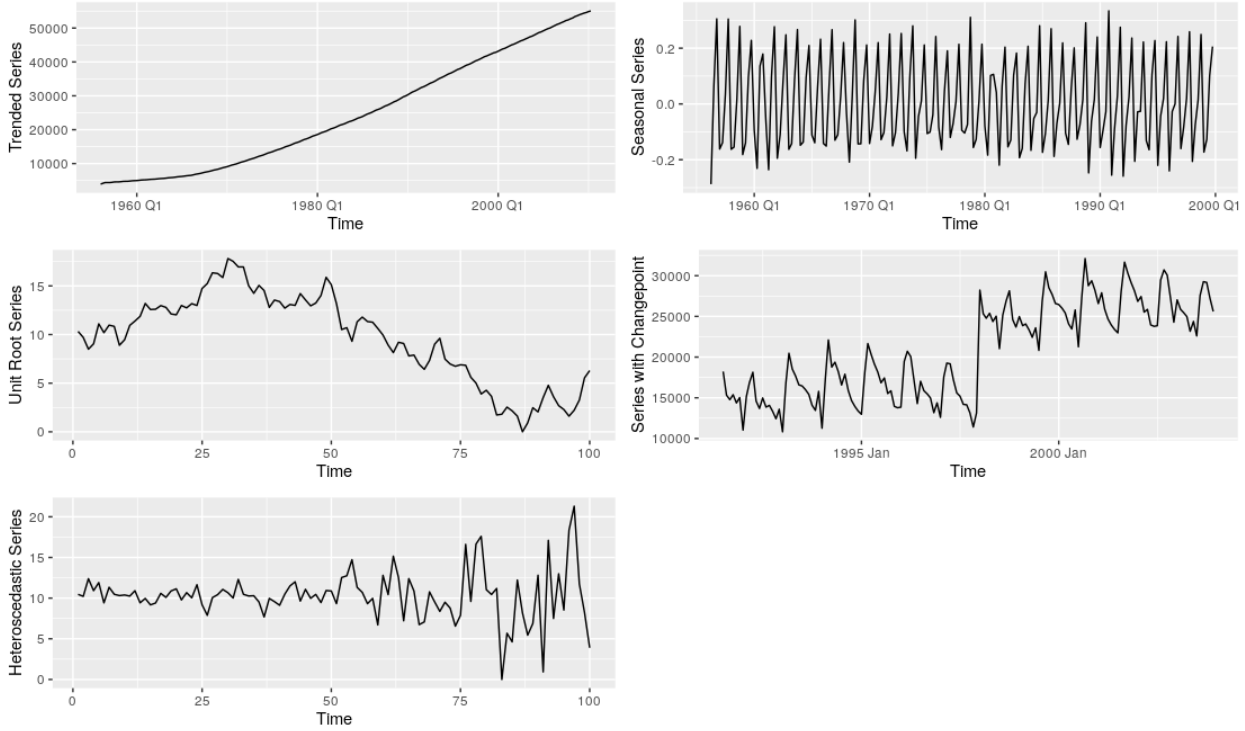 Trended Series
50000
40000
30000
20000
10000
1960 Q1 1980 Q1 2000 Q1
Time
Seasonal Series
0.2
0.0
-0.2
1960 Q1 1970 Q1 1980 Q1 1990 Q1 2000 Q1
Time
Unit Root Series
15
10
5
0
0 25 50 75 100
Time
Series with Changepoint
30000
25000
20000
15000
10000
1995 Jan 2000 Jan
Time
Heteroscedastic Series
20
15
10
5
0
0 25 50 75 100
Time